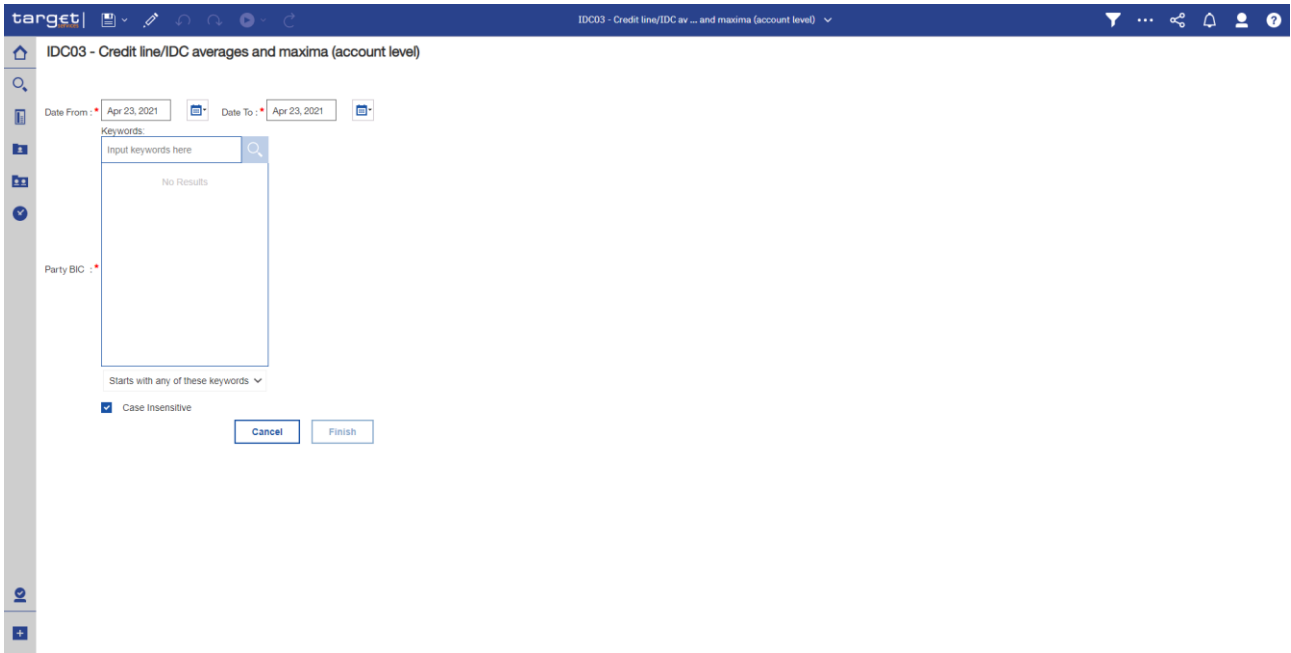 target|
IDC03 - Credit line/IDC av ... and maxima (account level)
IDC03 - Credit line/IDC averages and maxima (account level)
Date From : * Apr 23, 2021 Date To : * Apr 23, 2021
Keywords:
Input keywords here
No Results
Party BIC : *
Starts with any of these keywords
Case Insensitive
Cancel Finish